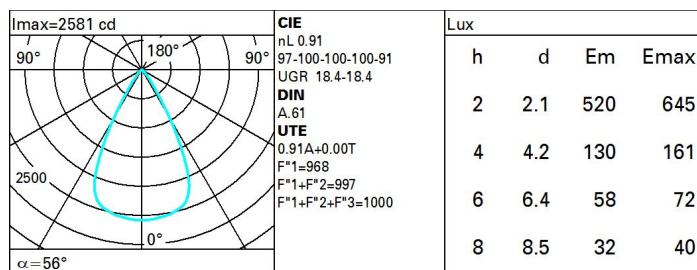 Imax=2581 cd
90° 180° 90°
2500
0°
α=56°
CIE
nL 0.91
97-100-100-100-91
UGR 18.4-18.4
DIN
A.61
UTE
0.91A+0.00T
F"1=968
F"1+F"2=997
F"1+F"2+F"3=1000
Lux
h d Em Emax
2 2.1 520 645
4 4.2 130 161
6 6.4 58 72
8 8.5 32 40